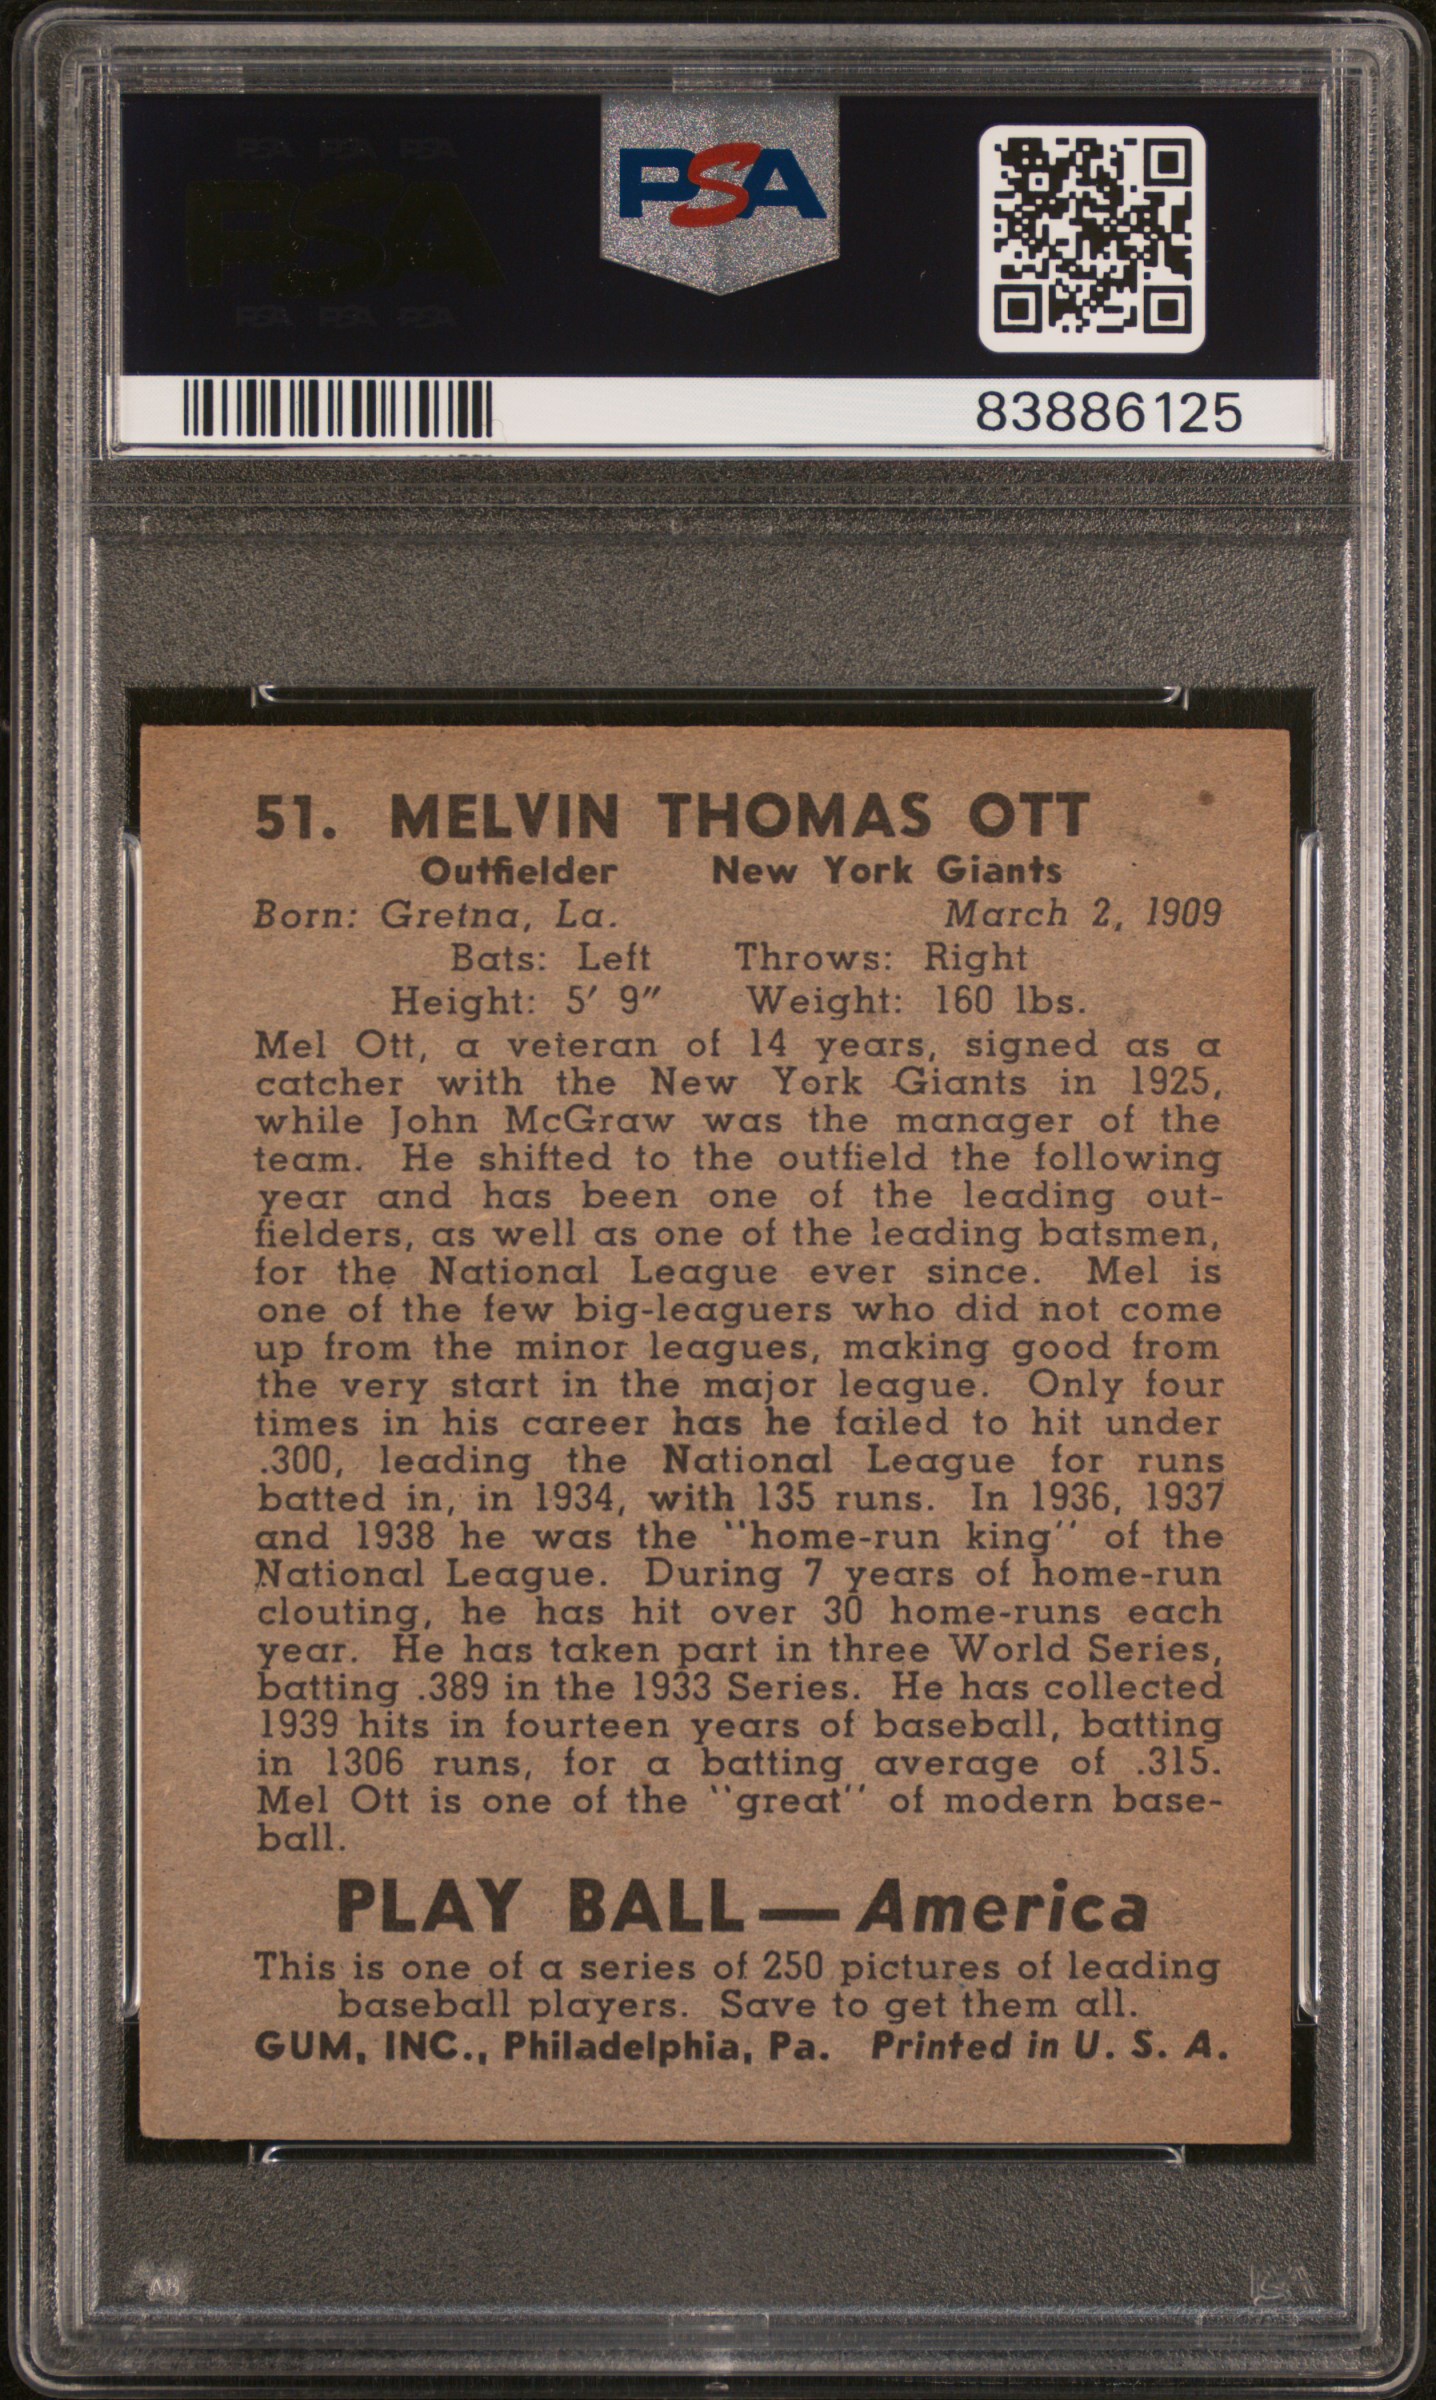 PSA PSA PSA
PSA
PSA PSA PSA
PSA
83886125
51. MELVIN THOMAS OTT
Outfielder New York Giants
Born: Gretna, La. March 2, 1909
Bats: Left Throws: Right
Height: 5′ 9″ Weight: 160 lbs.
Mel Ott, a veteran of 14 years, signed as a
catcher with the New York Giants in 1925,
while John McGraw was the manager of the
team. He shifted to the outfield the following
year and has been one of the leading out-
fielders, as well as one of the leading batsmen,
for the National League ever since. Mel is
one of the few big-leaguers who did not come
up from the minor leagues, making good from
the very start in the major league. Only four
times in his career has he failed to hit under
.300, leading the National League for runs
batted in, in 1934, with 135 runs. In 1936, 1937
and 1938 he was the "home-run king" of the
National League. During 7 years of home-run
clouting, he has hit over 30 home-runs each
year. He has taken part in three World Series,
batting .389 in the 1933 Series. He has collected
1939 hits in fourteen years of baseball, batting
in 1306 runs, for a batting average of .315.
Mel Ott is one of the "great" of modern base-
ball.
PLAY BALL—America
This is one of a series of 250 pictures of leading
baseball players. Save to get them all.
GUM, INC., Philadelphia, Pa. Printed in U. S. A.